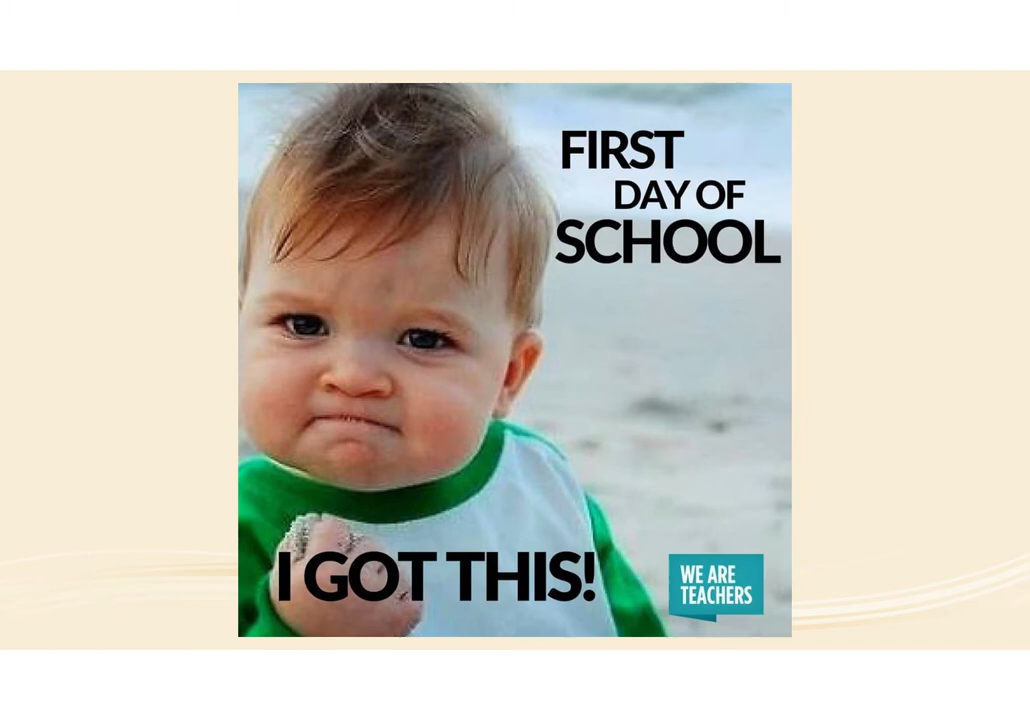 FIRST
DAY OF
SCHOOL
I GOT THIS!
WE ARE
TEACHERS